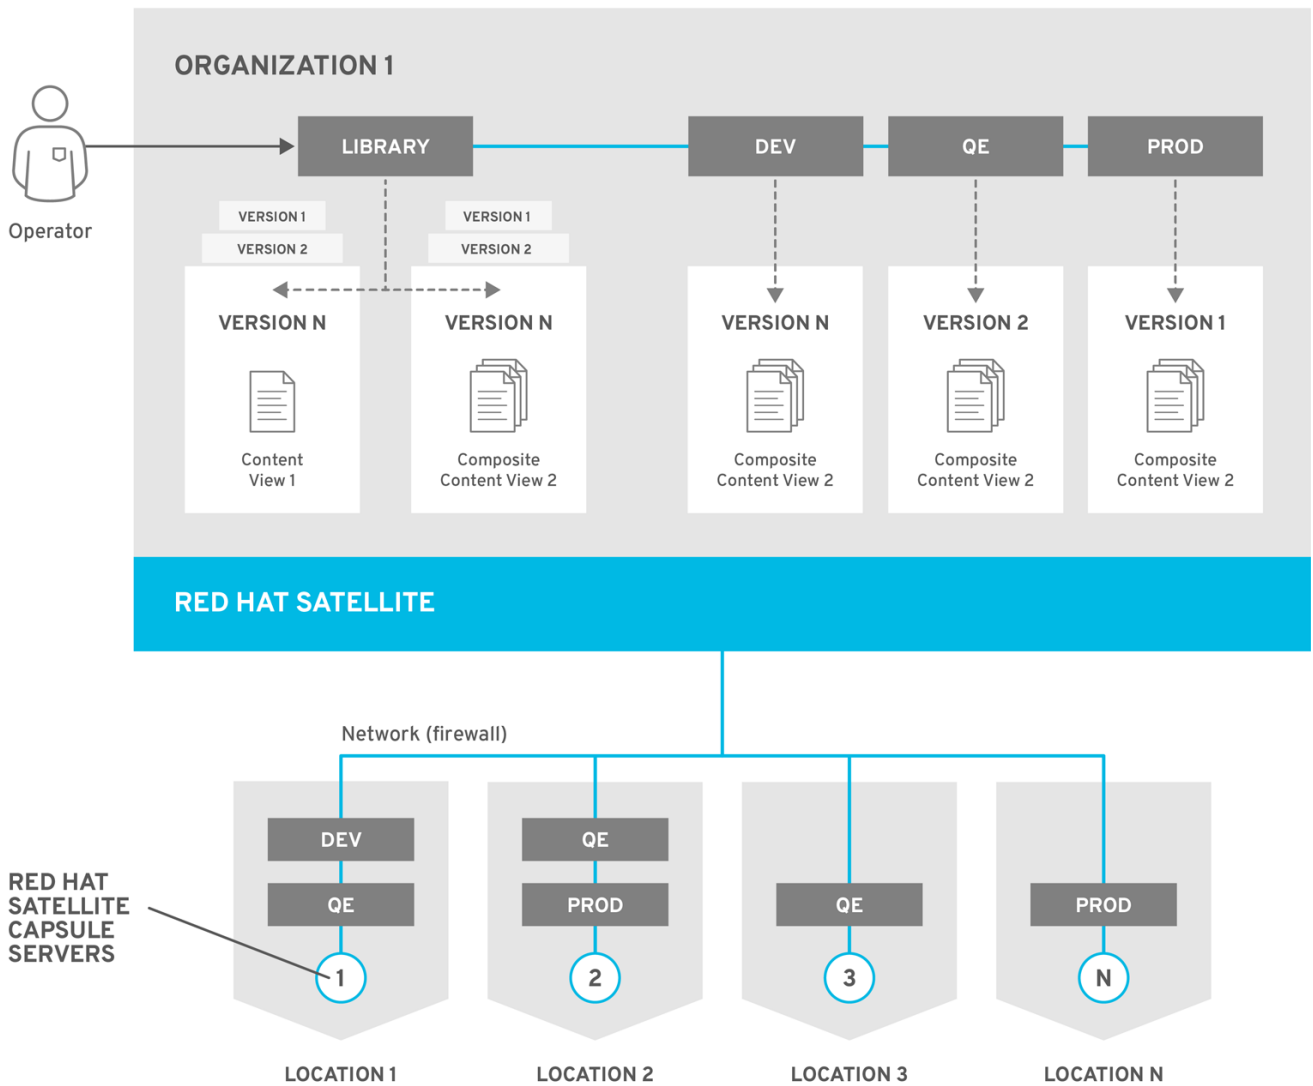 ORGANIZATION 1
LIBRARY
DEV
QE
PROD
Operator
VERSION 1
VERSION 2
VERSION N
Content
View 1
VERSION 1
VERSION 2
VERSION N
Composite
Content View 2
VERSION N
Composite
Content View 2
VERSION 2
Composite
Content View 2
VERSION 1
Composite
Content View 2
RED HAT SATELLITE
Network (firewall)
RED HAT
SATELLITE
CAPSULE
SERVERS
DEV
QE
1
LOCATION 1
QE
PROD
2
LOCATION 2
QE
3
LOCATION 3
PROD
N
LOCATION N